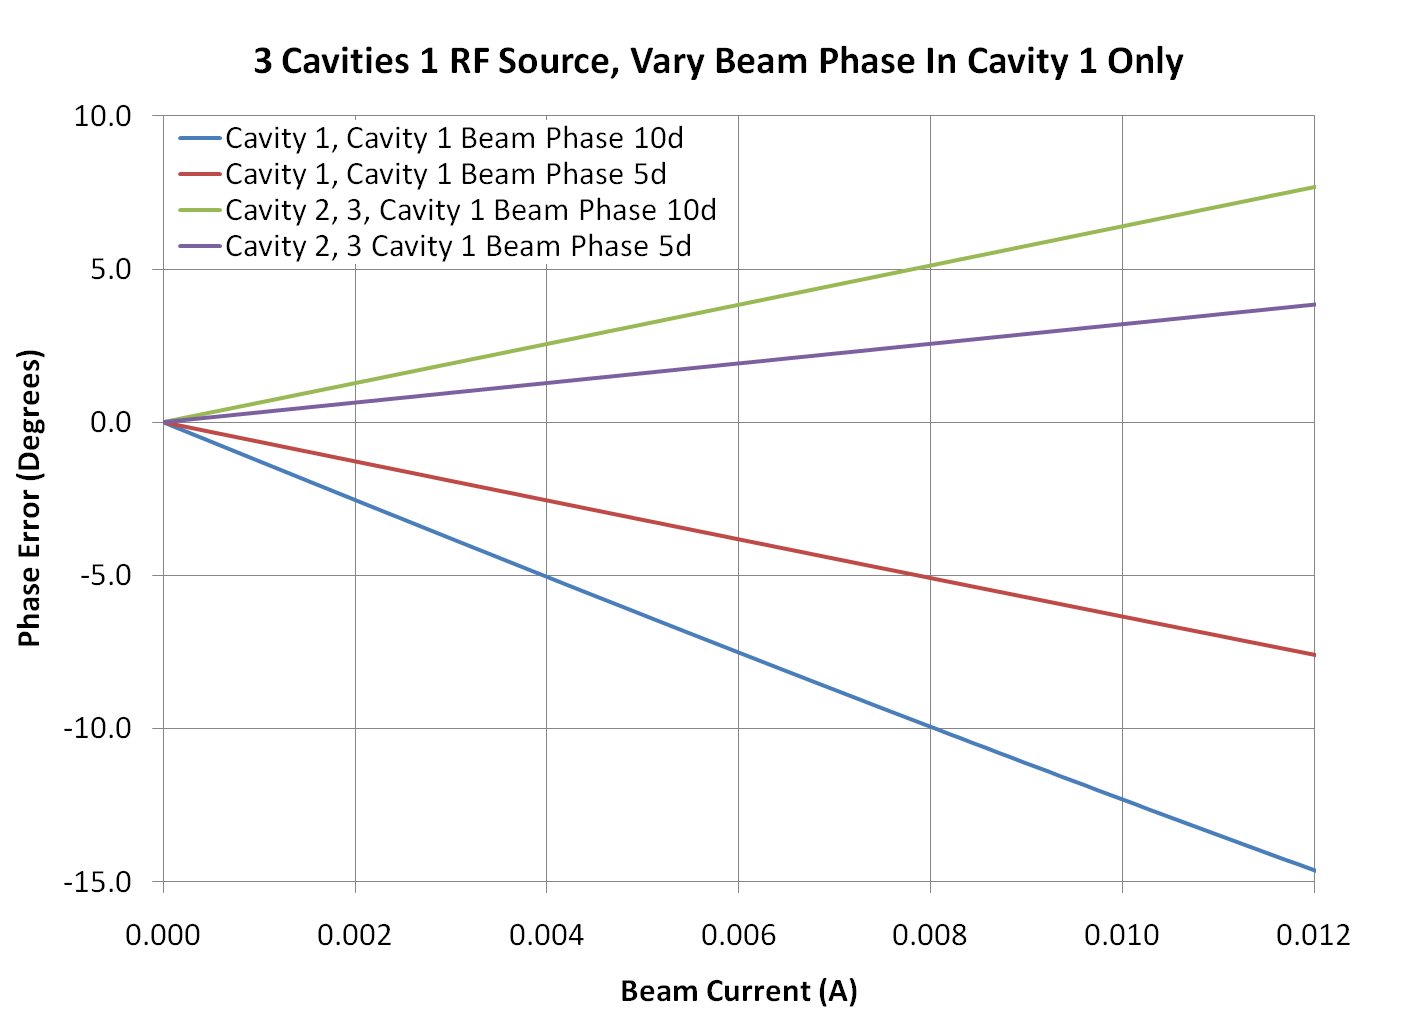 3 Cavities 1 RF Source, Vary Beam Phase In Cavity 1 Only
10.0
Cavity 1, Cavity 1 Beam Phase 10d
Cavity 1, Cavity 1 Beam Phase 5d
Cavity 2, 3, Cavity 1 Beam Phase 10d
Cavity 2, 3 Cavity 1 Beam Phase 5d
5.0
0.0
-5.0
-10.0
-15.0
Phase Error (Degrees)
0.000 0.002 0.004 0.006 0.008 0.010 0.012
Beam Current (A)